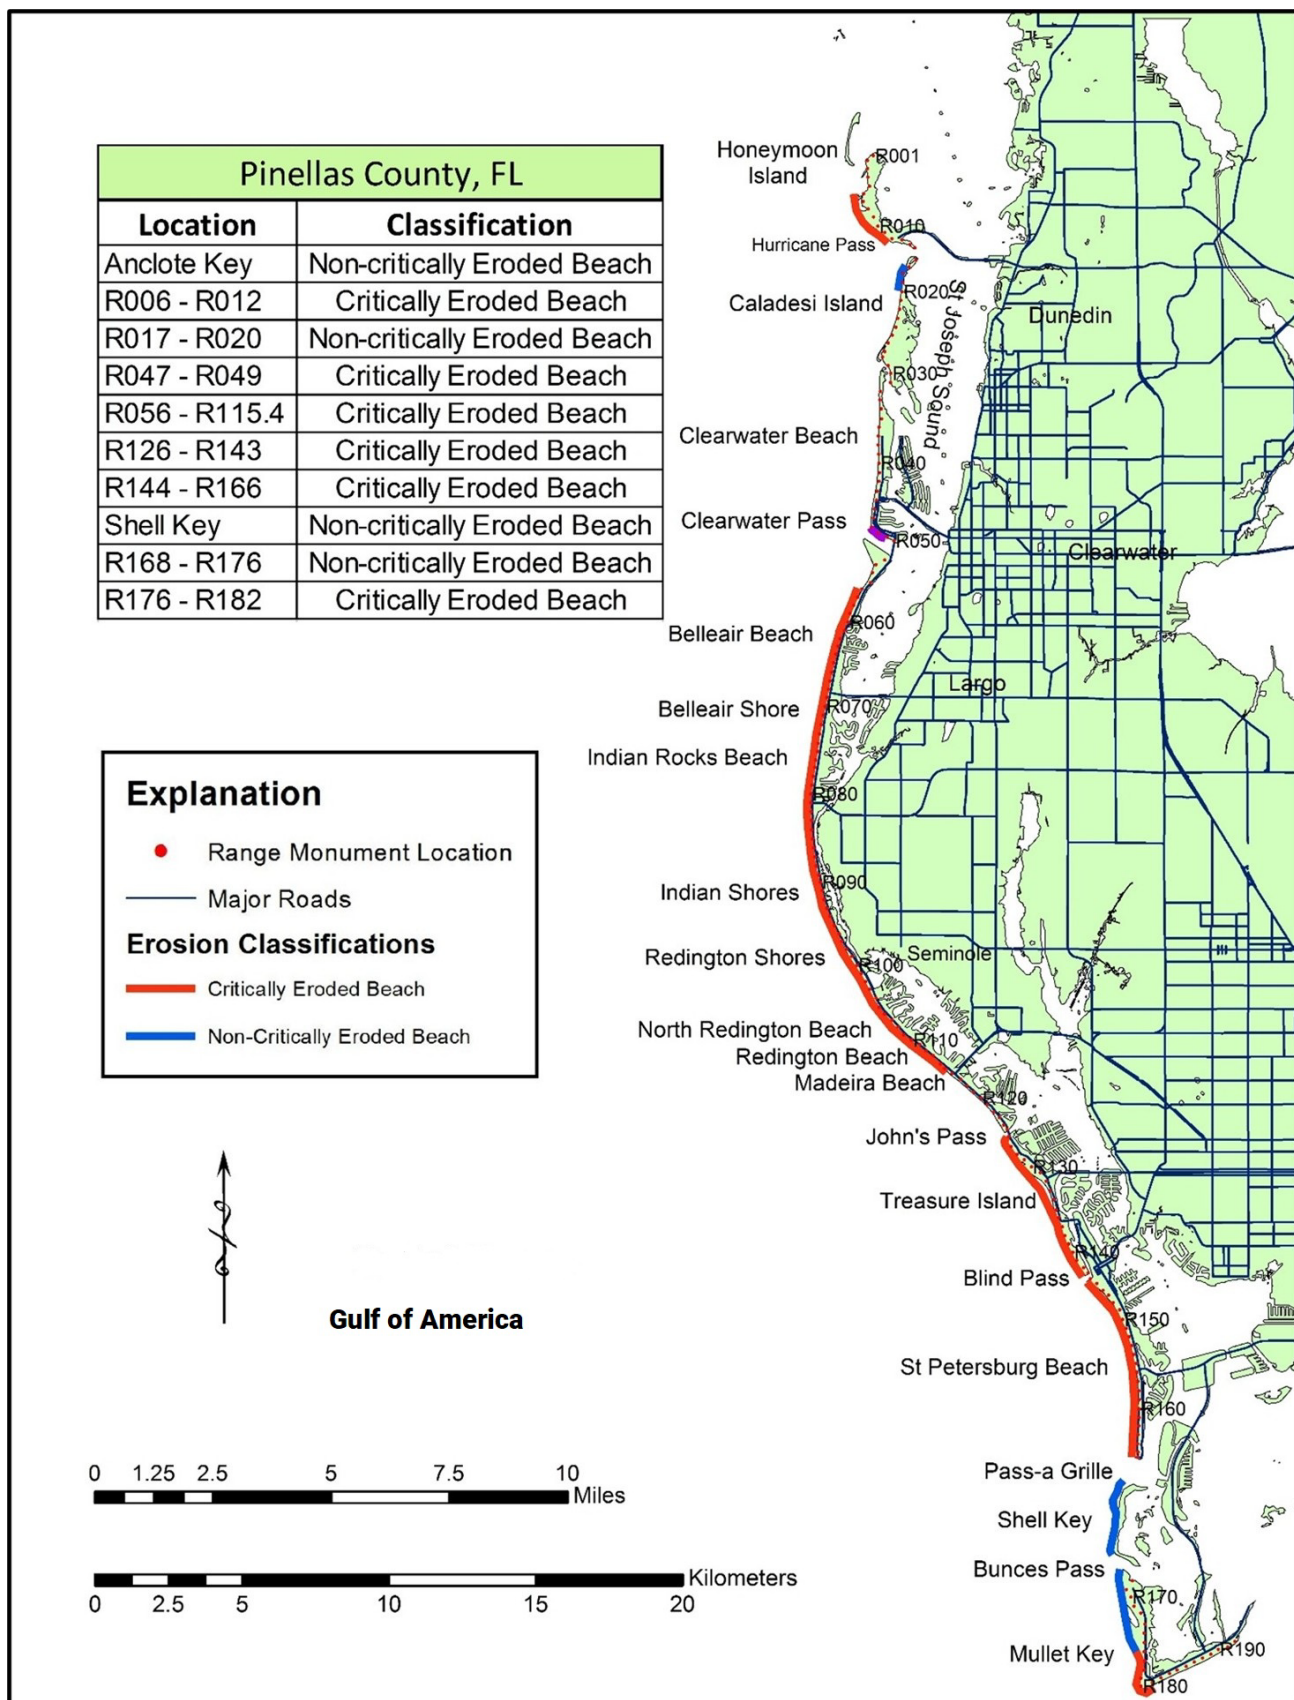 Pinellas County, FL
Location Classification
Anclote Key Non-critically Eroded Beach
R006 - R012 Critically Eroded Beach
R017 - R020 Non-critically Eroded Beach
R047 - R049 Critically Eroded Beach
R056 - R115.4 Critically Eroded Beach
R126 - R143 Critically Eroded Beach
R144 - R166 Critically Eroded Beach
Shell Key Non-critically Eroded Beach
R168 - R176 Non-critically Eroded Beach
R176 - R182 Critically Eroded Beach
Explanation
Range Monument Location
Major Roads
Erosion Classifications
Critically Eroded Beach
Non-Critically Eroded Beach
Gulf of America
0 1.25 2.5 5 7.5 10
Miles
Kilometers
0 2.5 5 10 15 20
Honeymoon
Island
R001
R010
Hurricane Pass
R020
Caladesi Island
St Joseph Sound
Dunedin
R030
Clearwater Beach
R040
Clearwater Pass
R050
Clearwater
R060
Belleair Beach
Largo
R070
Belleair Shore
Indian Rocks Beach
R080
R090
Indian Shores
Seminole
Redington Shores
R100
North Redington Beach
R110
Redington Beach
Madeira Beach
R120
John's Pass
R130
Treasure Island
R140
Blind Pass
R150
St Petersburg Beach
R160
Pass-a Grille
Shell Key
Bunces Pass
R170
Mullet Key
R190
R180